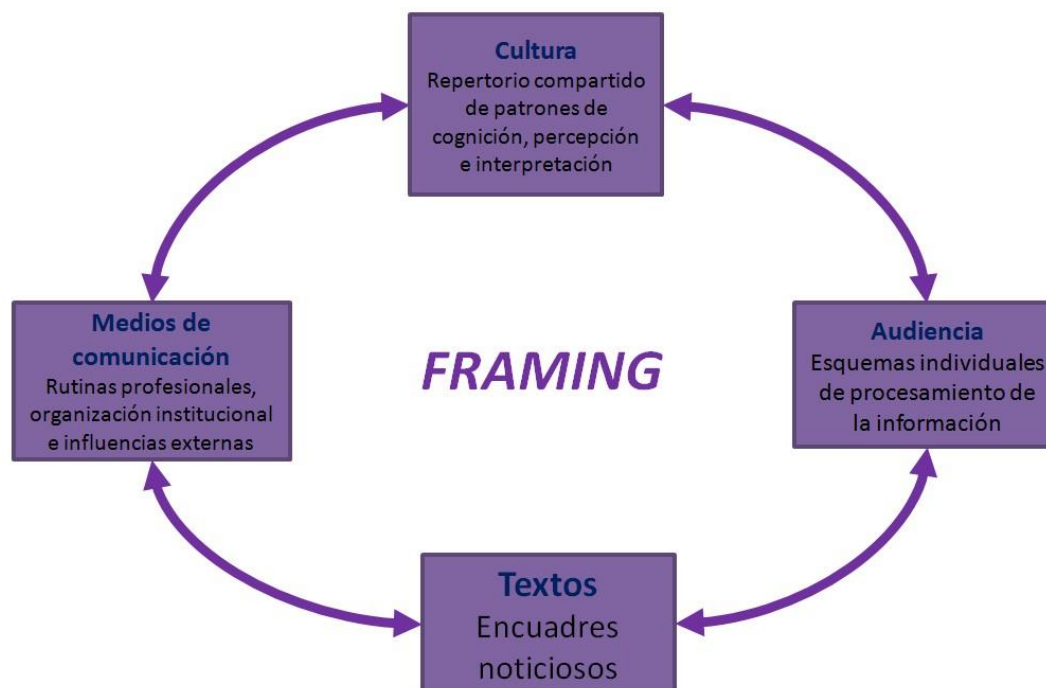 Cultura
Repertorio compartido
de patrones de
cognición, percepción
e interpretación
Medios de
comunicación
Rutinas profesionales,
organización institucional
e influencias externas
FRAMING
Audiencia
Esquemas individuales
de procesamiento de
la información
Textos
Encuadres
noticiosos